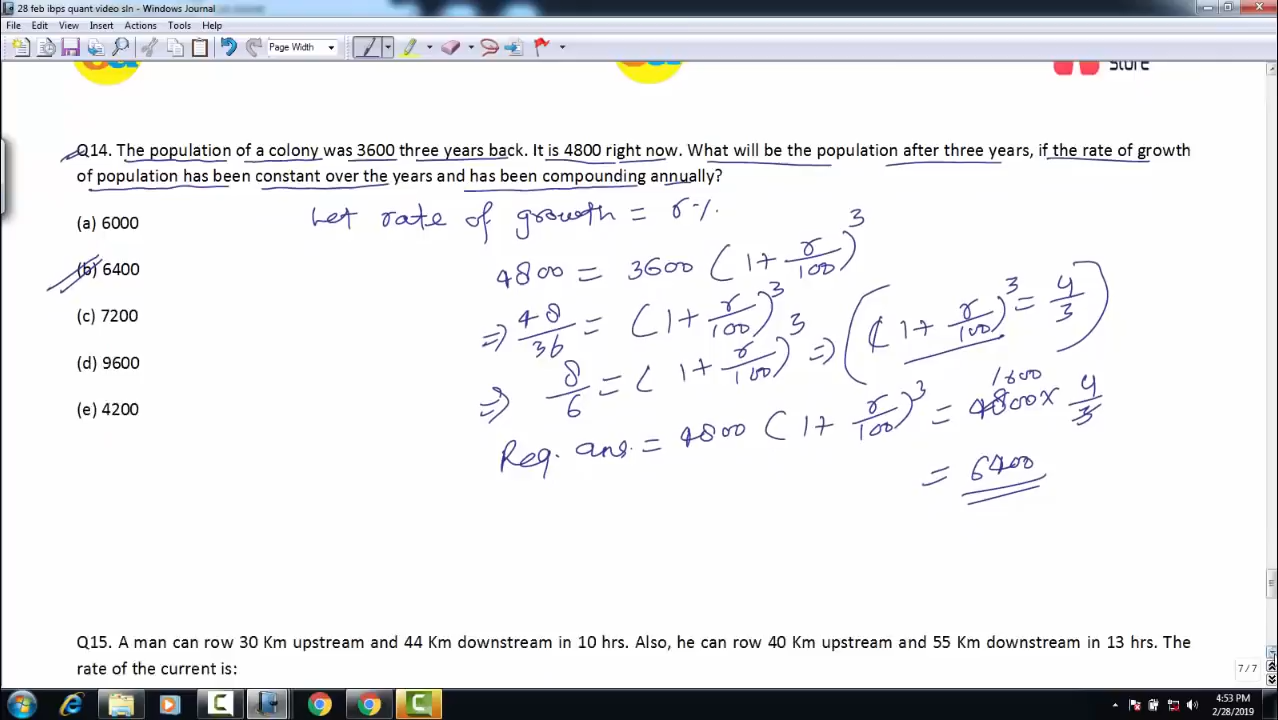 28 feb ibps quant video sln - Windows Journal
File Edit View Insert Actions Tools Help
Page Width
Store
Q14. The population of a colony was 3600 three years back. It is 4800 right now. What will be the population after three years, if the rate of growth
of population has been constant over the years and has been compounding annually?
(a) 6000
(b) 6400
(c) 7200
(d) 9600
(e) 4200
Let rate of growth = r%
4800 = 3600 (1 + r/100)^3
=> 48/36 = (1 + r/100)^3
=> 8/6 = (1 + r/100)^3 => ((1 + r/100)^3 = 4/3)
Req. ans. = 4800 (1 + r/100)^3 = 4800 × 4/3
1600
= 6400
Q15. A man can row 30 Km upstream and 44 Km downstream in 10 hrs. Also, he can row 40 Km upstream and 55 Km downstream in 13 hrs. The
rate of the current is:
7 / 7
4:53 PM
2/28/2019